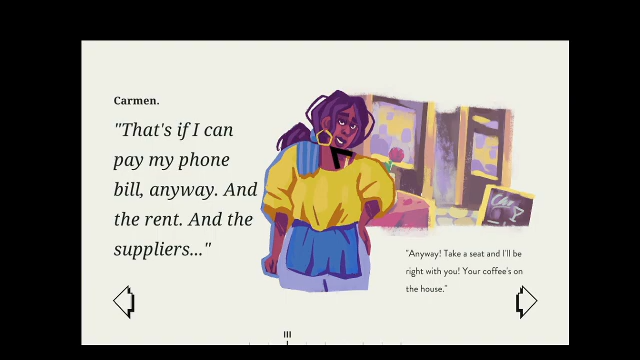 Carmen.
"That's if I can
pay my phone
bill, anyway. And
the rent. And the
suppliers..."
"Anyway! Take a seat and I'll be
right with you! Your coffee's on
the house."
III